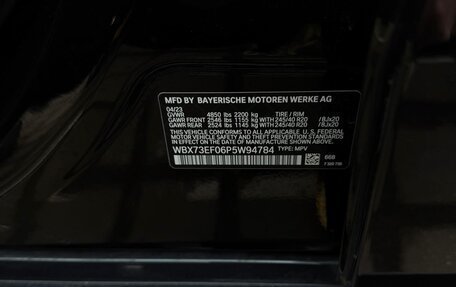 MFD BY BAYERISCHE MOTOREN WERKE AG
04/23
GVWR 4850 lbs 2200 kg TIRE / RIM
GAWR FRONT 2546 lbs 1155 kg WITH 245/40 R20 / 8Jx20
GAWR REAR 2524 lbs 1145 kg WITH 245/40 R20 / 8Jx20
THIS VEHICLE CONFORMS TO ALL APPLICABLE U.S. FEDERAL
MOTOR VEHICLE SAFETY, BUMPER, AND THEFT
PREVENTION STANDARDS IN EFFECT ON THE
DATE OF MANUFACTURE SHOWN ABOVE.
WBX73EF06P5W94784 TYPE: MPV
668